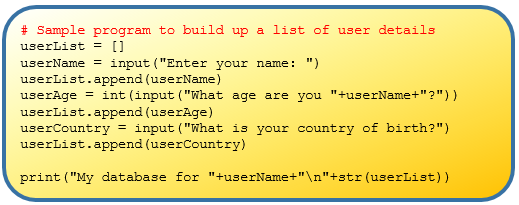 # Sample program to build up a list of user details
userList = []
userName = input("Enter your name: ")
userList.append(userName)
userAge = int(input("What age are you "+userName+"?"))
userList.append(userAge)
userCountry = input("What is your country of birth?")
userList.append(userCountry)
print("My database for "+userName+"\n"+str(userList))